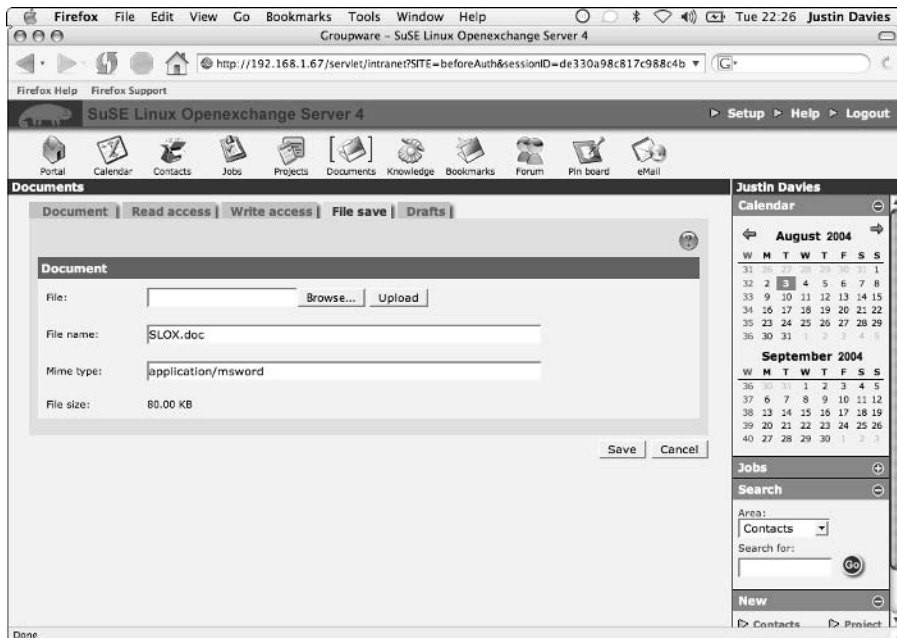 Firefox File Edit View Go Bookmarks Tools Window Help Tue 22:26 Justin Davies
Groupware – SuSE Linux Openexchange Server 4
http://192.168.1.67/servlet/intranet?SITE=beforeAuth&sessionID=de330a98c817c988c4b G
Firefox Help Firefox Support
SuSE Linux Openexchange Server 4 Setup Help Logout
Portal Calendar Contacts Jobs Projects Documents Knowledge Bookmarks Forum Pin board eMail
Documents
Document Read access Write access File save Drafts
Document
File: Browse... Upload
File name: SLOX.doc
Mime type: application/msword
File size: 80.00 KB
Save Cancel
Justin Davies
Calendar
August 2004
W M T W T F S S
31 26 27 28 29 30 31 1
32 2 3 4 5 6 7 8
33 9 10 11 12 13 14 15
34 16 17 18 19 20 21 22
35 23 24 25 26 27 28 29
36 30 31 1 2 3 4 5
September 2004
W M T W T F S S
36 30 31 1 2 3 4 5
37 6 7 8 9 10 11 12
38 13 14 15 16 17 18 19
39 20 21 22 23 24 25 26
40 27 28 29 30 1 2 3
Jobs
Search
Area:
Contacts
Search for:
Go
New
Contacts Project
Done